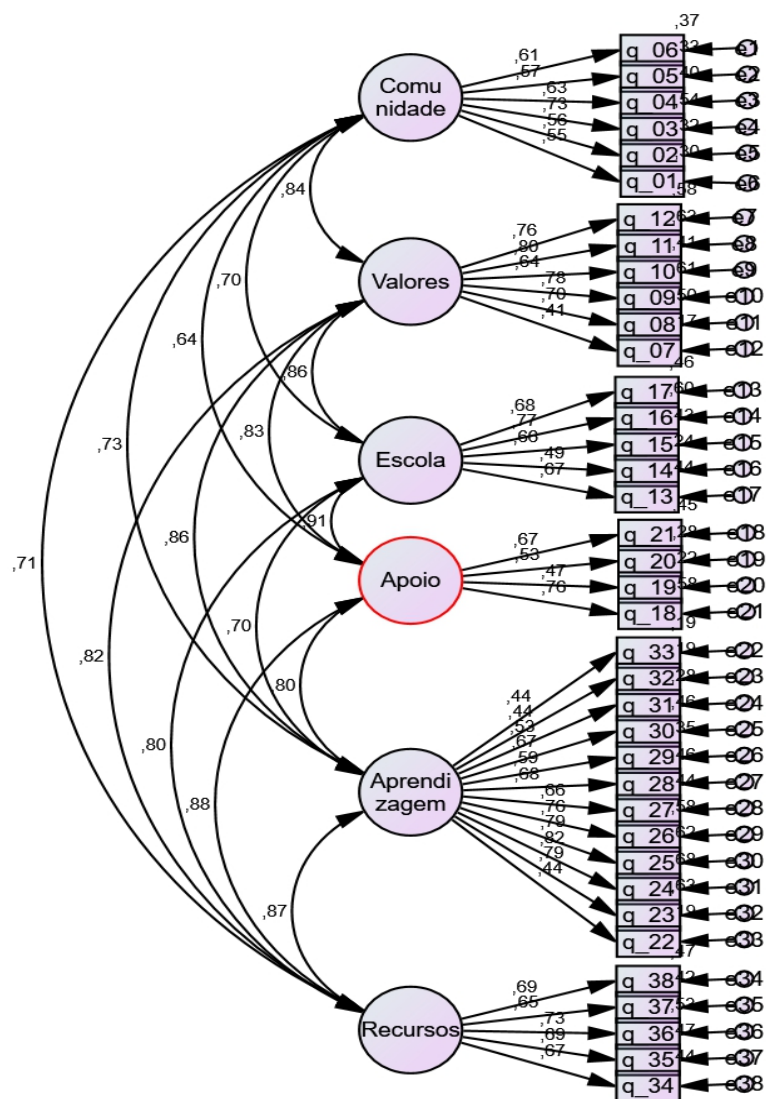 ,37
Comu
nidade
,61
q_06
e1
,57
q_05
e2
,63
q_04
e3
,73
q_03
e4
,56
q_02
e5
,55
q_01
e6
,84
,58
Valores
,76
q_12
e7
,80
q_11
e8
,64
q_10
e9
,78
q_09
e10
,70
q_08
e11
,41
q_07
e12
,70
,64
,86
,46
Escola
,68
q_17
e13
,77
q_16
e14
,66
q_15
e15
,49
q_14
e16
,67
q_13
e17
,83
,73
,91
,45
Apoio
,67
q_21
e18
,53
q_20
e19
,47
q_19
e20
,76
q_18
e21
,86
,71
,70
,82
,80
Aprendi
zagem
,44
q_33
e22
,44
q_32
e23
,53
q_31
e24
,67
q_30
e25
,59
q_29
e26
,68
q_28
e27
,66
q_27
e28
,76
q_26
e29
,79
q_25
e30
,82
q_24
e31
,79
q_23
e32
,44
q_22
e33
,80
,88
,87
,47
Recursos
,69
q_38
e34
,65
q_37
e35
,73
q_36
e36
,69
q_35
e37
,67
q_34
e38